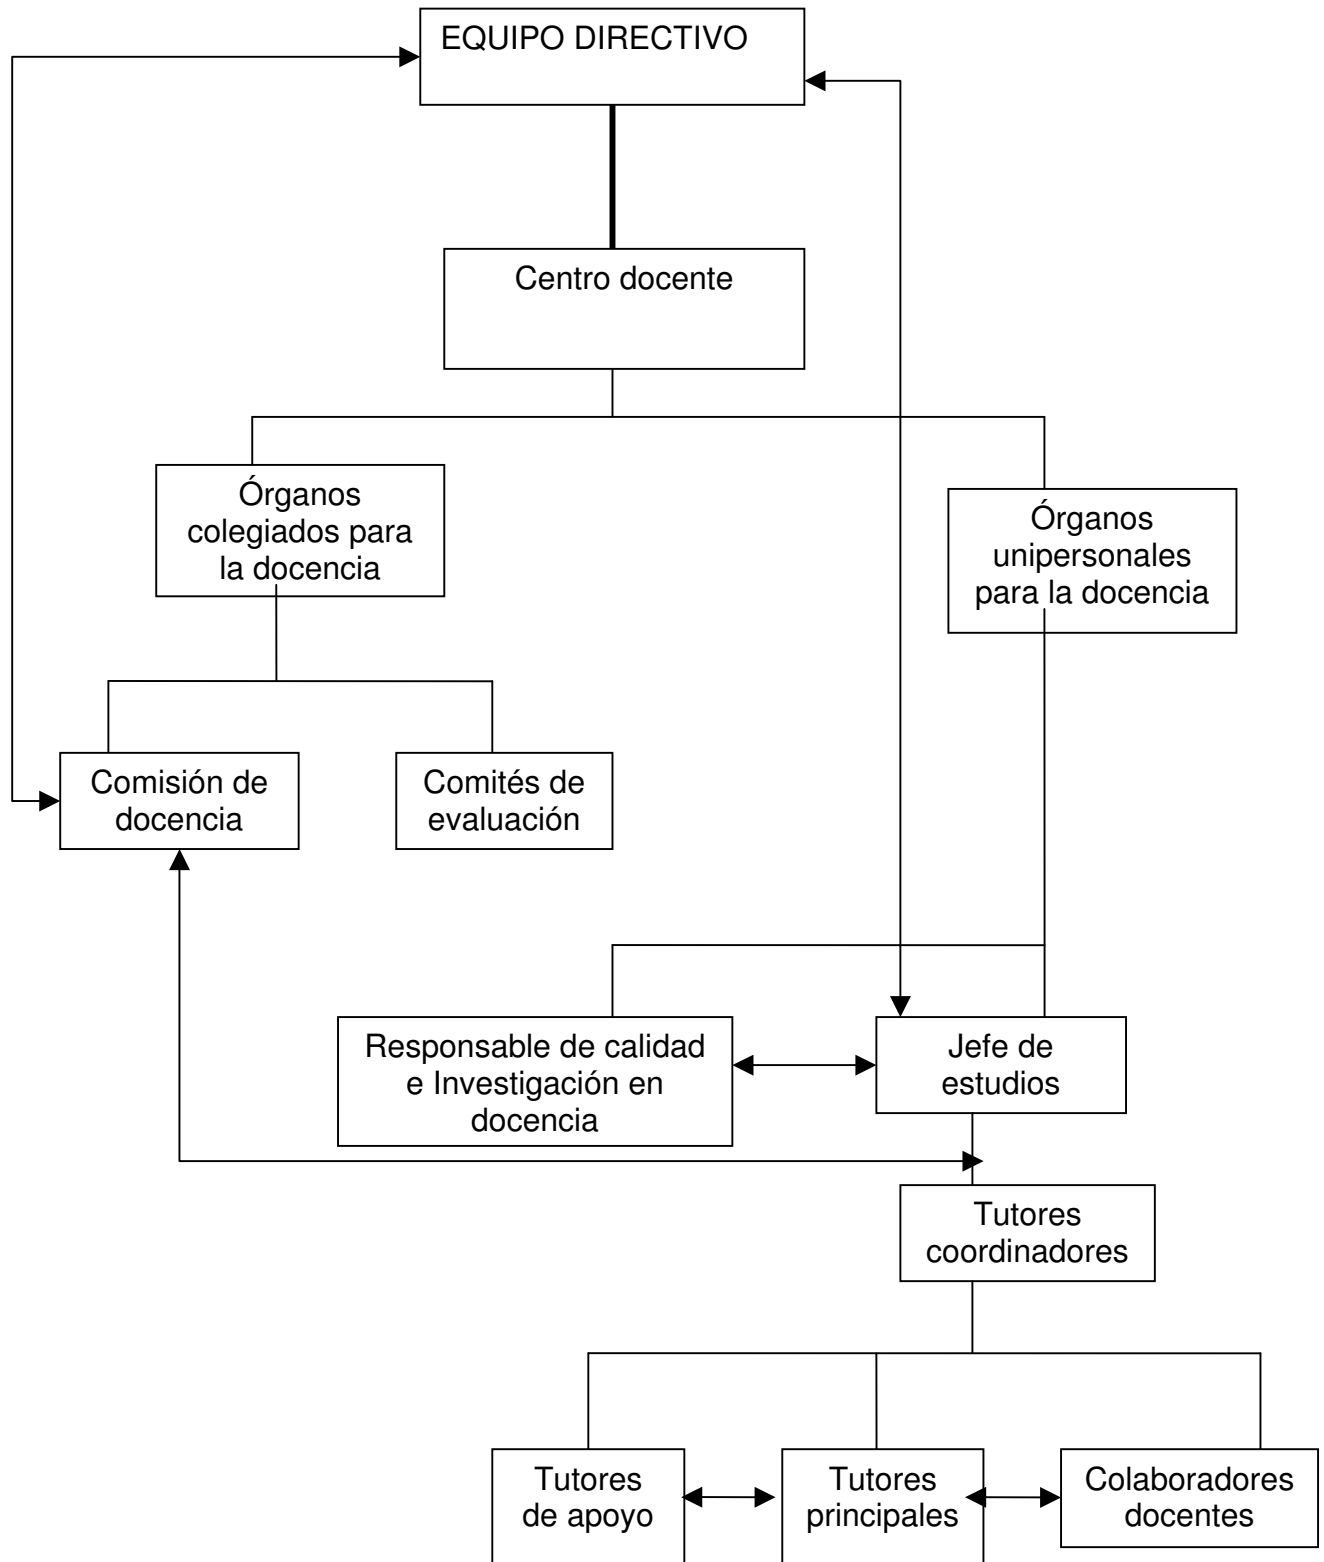 EQUIPO DIRECTIVO
Centro docente
Órganos
colegiados para
la docencia
Órganos
unipersonales
para la docencia
Comisión de
docencia
Comités de
evaluación
Responsable de calidad
e Investigación en
docencia
Jefe de
estudios
Tutores
coordinadores
Tutores
de apoyo
Tutores
principales
Colaboradores
docentes